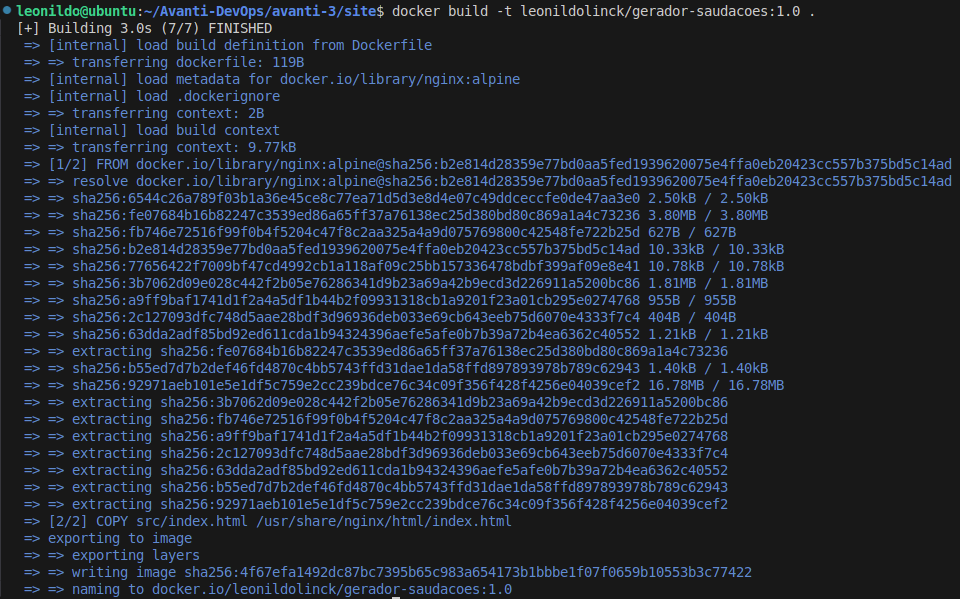 leonildo@ubuntu:~/Avanti-DevOps/avanti-3/site$ docker build -t leonildolinck/gerador-saudacoes:1.0 .
[+] Building 3.0s (7/7) FINISHED
=> [internal] load build definition from Dockerfile
=> => transferring dockerfile: 119B
=> [internal] load metadata for docker.io/library/nginx:alpine
=> [internal] load .dockerignore
=> => transferring context: 2B
=> [internal] load build context
=> => transferring context: 9.77kB
=> [1/2] FROM docker.io/library/nginx:alpine@sha256:b2e814d28359e77bd0aa5fed1939620075e4ffa0eb20423cc557b375bd5c14ad
=> => resolve docker.io/library/nginx:alpine@sha256:b2e814d28359e77bd0aa5fed1939620075e4ffa0eb20423cc557b375bd5c14ad
=> => sha256:6544c26a789f03b1a36e45ce8c77ea71d5d3e8d4e07c49ddceccfe0de47aa3e0 2.50kB / 2.50kB
=> => sha256:fe07684b16b82247c3539ed86a65ff37a76138ec25d380bd80c869a1a4c73236 3.80MB / 3.80MB
=> => sha256:fb746e72516f99f0b4f5204c47f8c2aa325a4a9d075769800c42548fe722b25d 627B / 627B
=> => sha256:b2e814d28359e77bd0aa5fed1939620075e4ffa0eb20423cc557b375bd5c14ad 10.33kB / 10.33kB
=> => sha256:77656422f7009bf47cd4992cb1a118af09c25bb157336478bdbf399af09e8e41 10.78kB / 10.78kB
=> => sha256:3b7062d09e028c442f2b05e76286341d9b23a69a42b9ecd3d226911a5200bc86 1.81MB / 1.81MB
=> => sha256:a9ff9baf1741d1f2a4a5df1b44b2f09931318cb1a9201f23a01cb295e0274768 955B / 955B
=> => sha256:2c127093dfc748d5aae28bdf3d96936deb033e69cb643eeb75d6070e4333f7c4 404B / 404B
=> => sha256:63dda2adf85bd92ed611cda1b94324396aefe5afe0b7b39a72b4ea6362c40552 1.21kB / 1.21kB
=> => extracting sha256:fe07684b16b82247c3539ed86a65ff37a76138ec25d380bd80c869a1a4c73236
=> => sha256:b55ed7d7b2def46fd4870c4bb5743ffd31dae1da58ffd897893978b789c62943 1.40kB / 1.40kB
=> => sha256:92971aeb101e5e1df5c759e2cc239bdce76c34c09f356f428f4256e04039cef2 16.78MB / 16.78MB
=> => extracting sha256:3b7062d09e028c442f2b05e76286341d9b23a69a42b9ecd3d226911a5200bc86
=> => extracting sha256:fb746e72516f99f0b4f5204c47f8c2aa325a4a9d075769800c42548fe722b25d
=> => extracting sha256:a9ff9baf1741d1f2a4a5df1b44b2f09931318cb1a9201f23a01cb295e0274768
=> => extracting sha256:2c127093dfc748d5aae28bdf3d96936deb033e69cb643eeb75d6070e4333f7c4
=> => extracting sha256:63dda2adf85bd92ed611cda1b94324396aefe5afe0b7b39a72b4ea6362c40552
=> => extracting sha256:b55ed7d7b2def46fd4870c4bb5743ffd31dae1da58ffd897893978b789c62943
=> => extracting sha256:92971aeb101e5e1df5c759e2cc239bdce76c34c09f356f428f4256e04039cef2
=> [2/2] COPY src/index.html /usr/share/nginx/html/index.html
=> exporting to image
=> => exporting layers
=> => writing image sha256:4f67efa1492dc87bc7395b65c983a654173b1bbbe1f07f0659b10553b3c77422
=> => naming to docker.io/leonildolinck/gerador-saudacoes:1.0